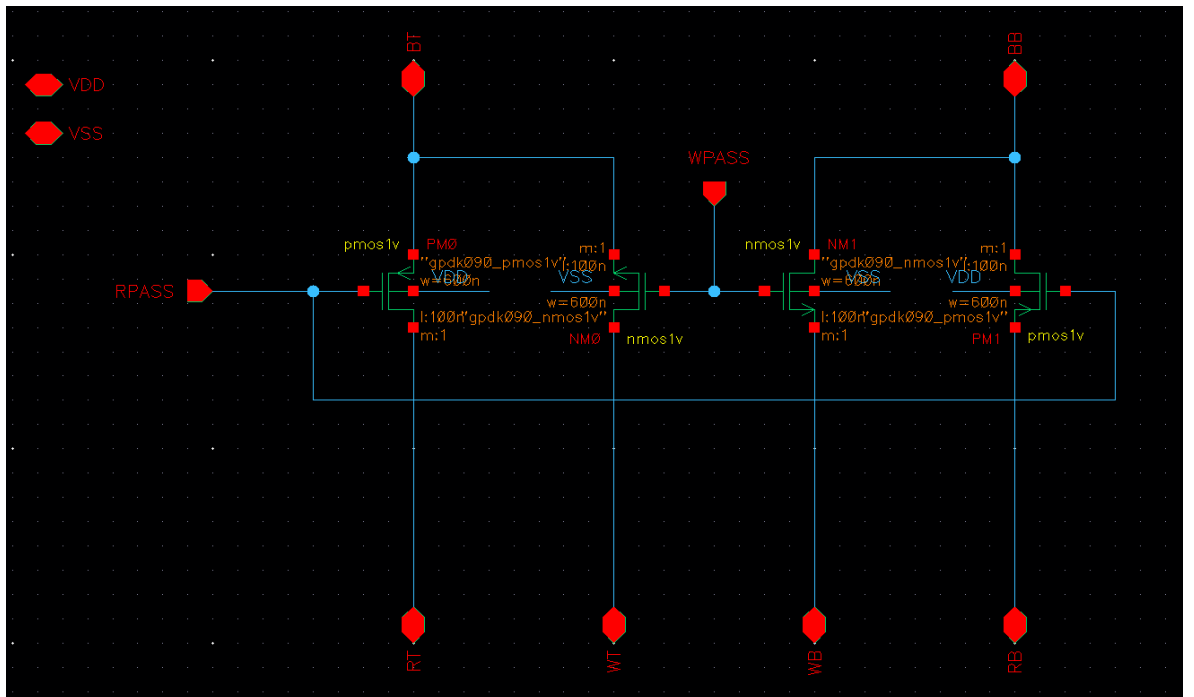 BT
BB
VDD
VSS
WPASS
pmos1v
PM0
m:1
nmos1v
NM1
m:1
"gpdk090_pmos1v"
l:100n
"gpdk090_nmos1v"
l:100n
VDD
VSS
VSS
VDD
RPASS
w=600n
w=600n
w=600n
w=600n
l:100n
"gpdk090_nmos1v"
l:100n
"gpdk090_pmos1v"
m:1
NM0
nmos1v
m:1
PM1
pmos1v
RT
WT
WB
RB